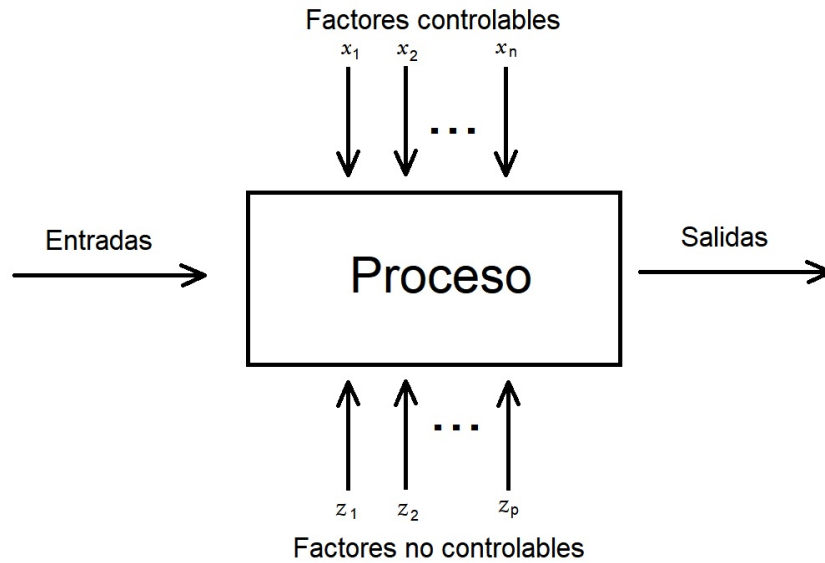 Factores controlables
x1 x2 xn
...
Entradas
Proceso
Salidas
...
z1 z2 zp
Factores no controlables